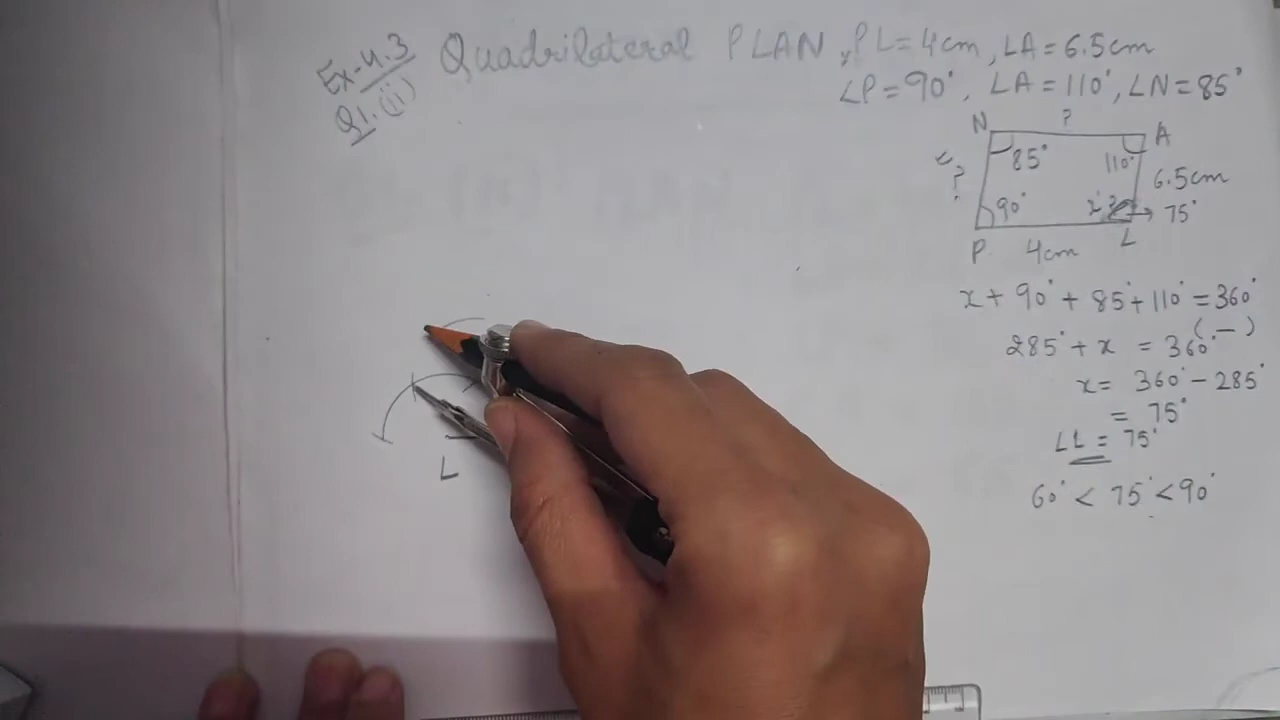 Ex-4.3
Q1.(ii)
Quadrilateral PLAN, PL = 4cm, LA = 6.5cm
∠P = 90°, ∠A = 110°, ∠N = 85°
N ? A
85° 110°
? 6.5cm
90° 75°
P 4cm L
x + 90° + 85° + 110° = 360°
(-)
285° + x = 360°
x = 360° - 285°
= 75°
∠L = 75°
60° < 75° < 90°
L